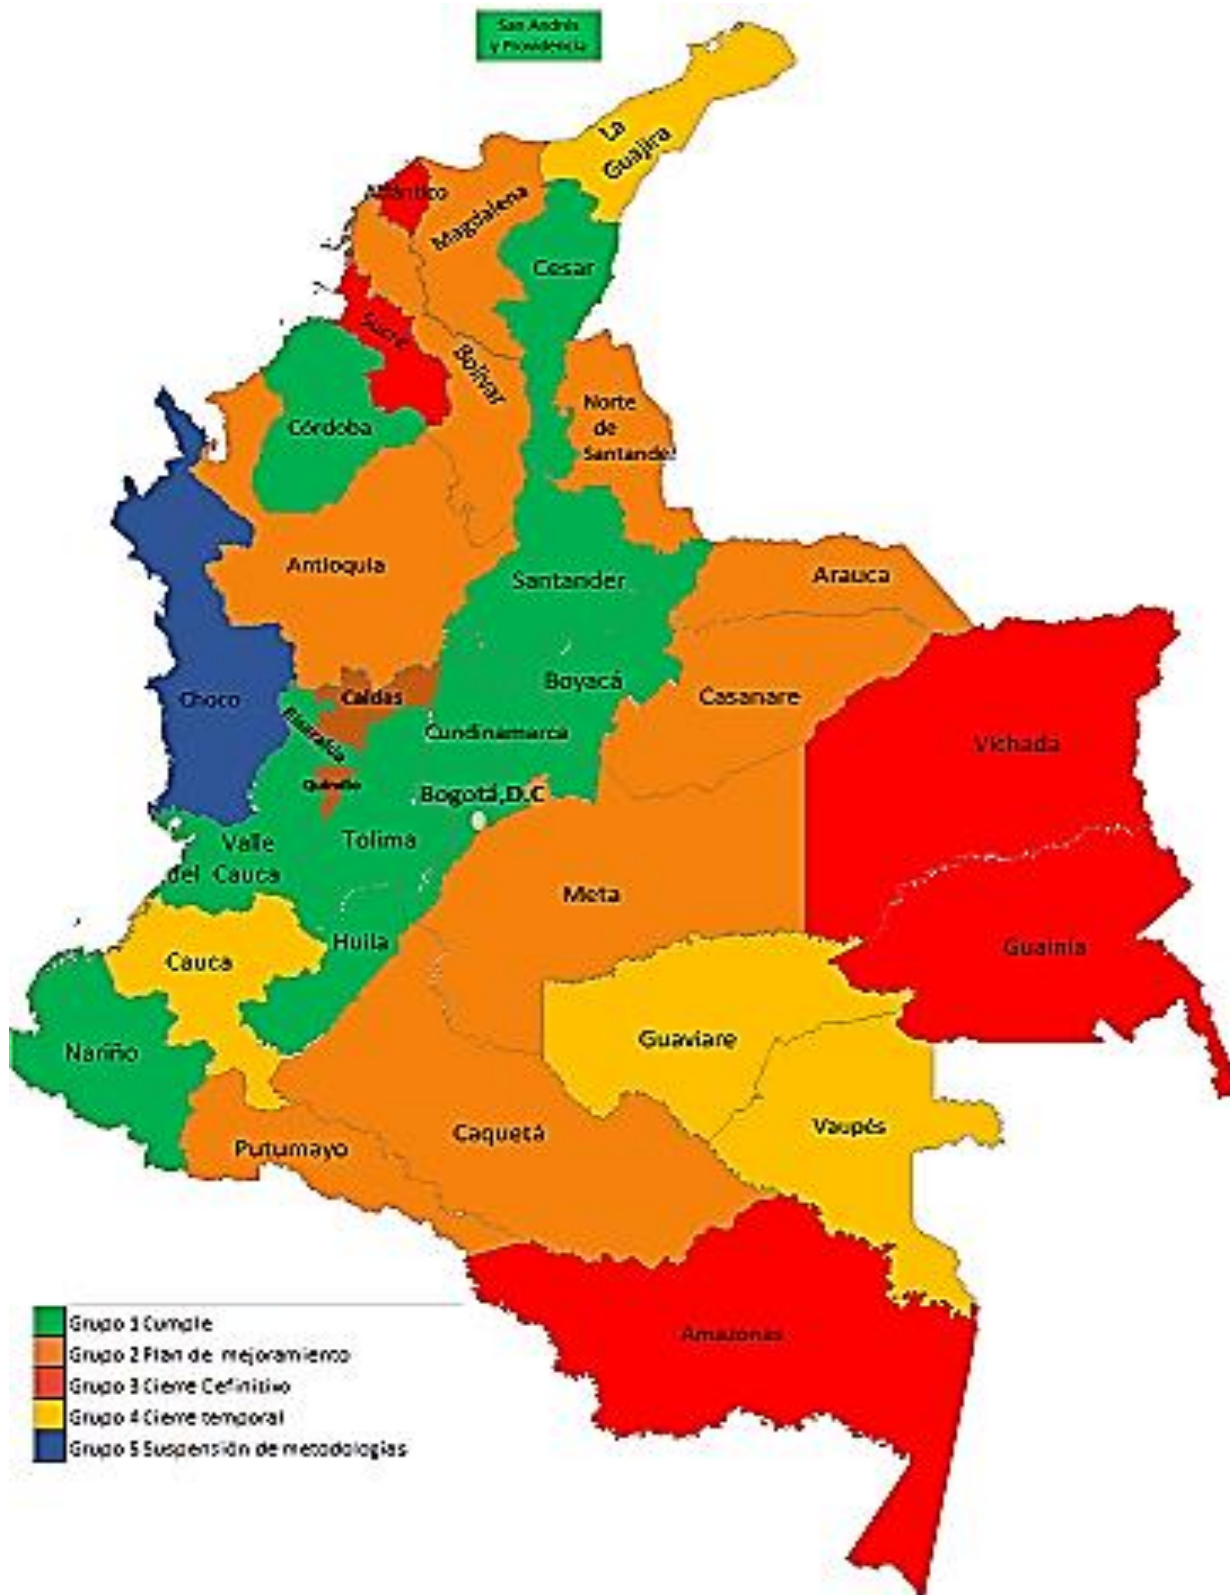 San Andrés
y Providencia
La
Guajira
Atlántico
Magdalena
Cesar
Sucre
Bolívar
Norte
de
Santander
Córdoba
Antioquia
Santander
Arauca
Choco
Caldas
Boyacá
Casanare
Risaralda
Cundinamarca
Vichada
Quindío
Bogotá,D.C
Valle
del Cauca
Tolima
Meta
Cauca
Huila
Guainía
Nariño
Guaviare
Vaupés
Caquetá
Putumayo
Amazonas
Grupo 1 Cumple
Grupo 2 Plan de mejoramiento
Grupo 3 Cierre Cefinitivo
Grupo 4 Cierre temporal
Grupo 5 Suspensión de metodologías